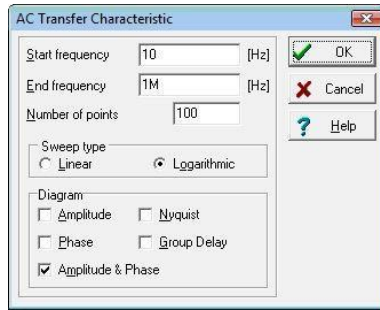 AC Transfer Characteristic
Start frequency 10 [Hz]
End frequency 1M [Hz]
Number of points 100
Sweep type
Linear Logarithmic
Diagram
Amplitude Nyquist
Phase Group Delay
Amplitude & Phase
OK
Cancel
Help